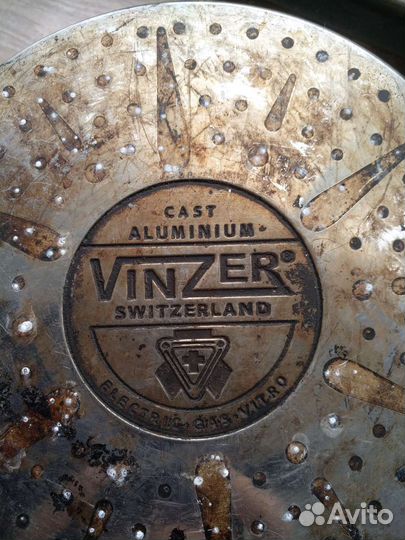 CAST
ALUMINIUM
VINZER®
SWITZERLAND
ELECTRIC · GAS · VITRO
Avito